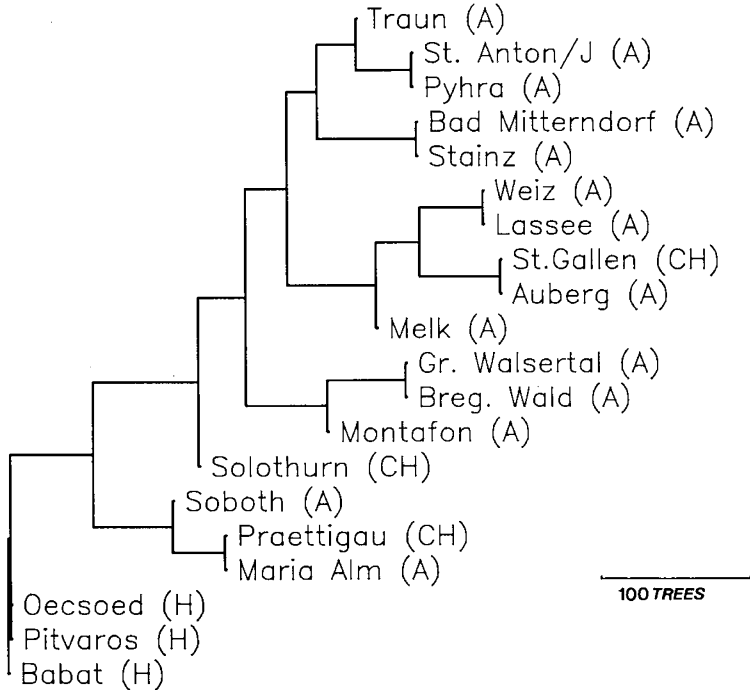 Traun (A)
St. Anton/J (A)
Pyhra (A)
Bad Mitterndorf (A)
Stainz (A)
Weiz (A)
Lassee (A)
St.Gallen (CH)
Auberg (A)
Melk (A)
Gr. Walsertal (A)
Breg. Wald (A)
Montafon (A)
Solothurn (CH)
Soboth (A)
Praettigau (CH)
Maria Alm (A)
100 TREES
Oecsoed (H)
Pitvaros (H)
Babat (H)